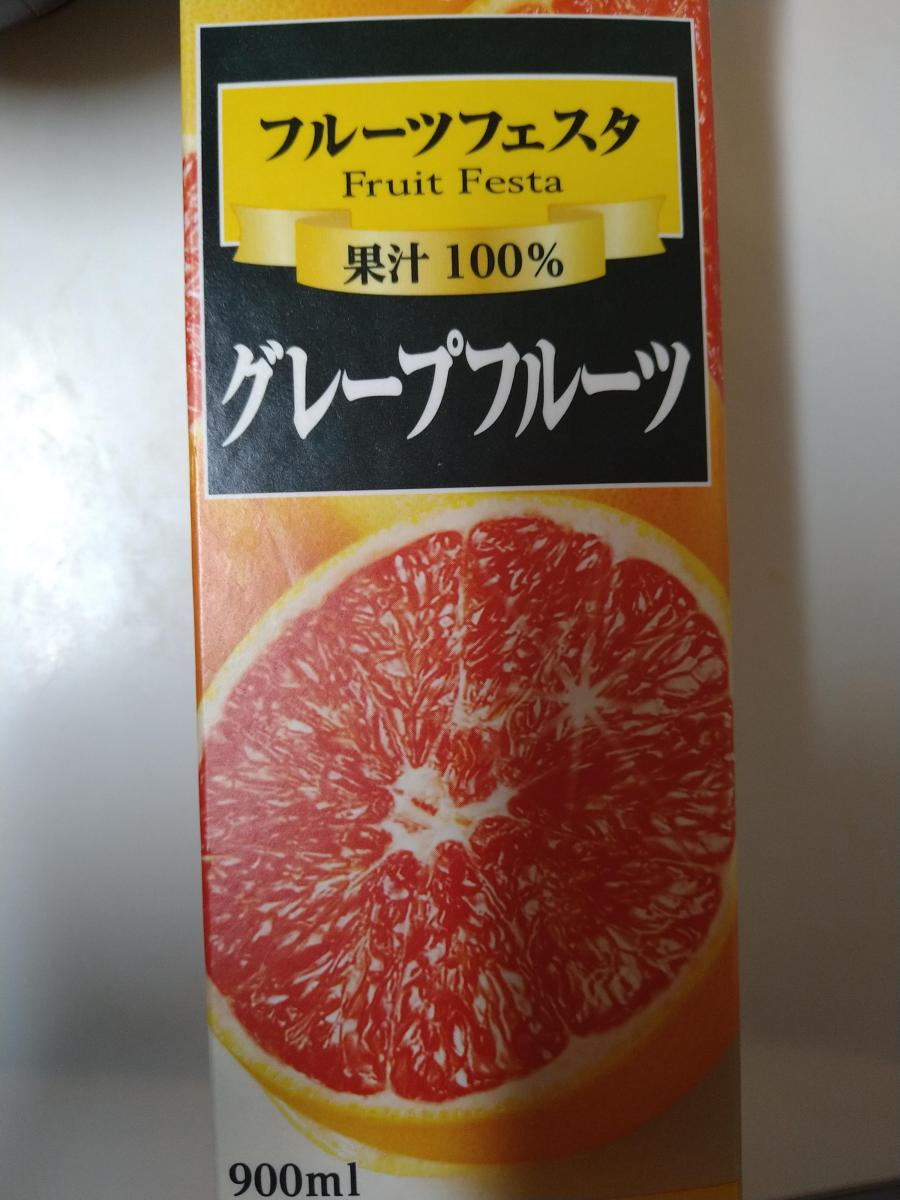 フルーツフェスタ
Fruit Festa
果汁 100%
グレープフルーツ
900ml